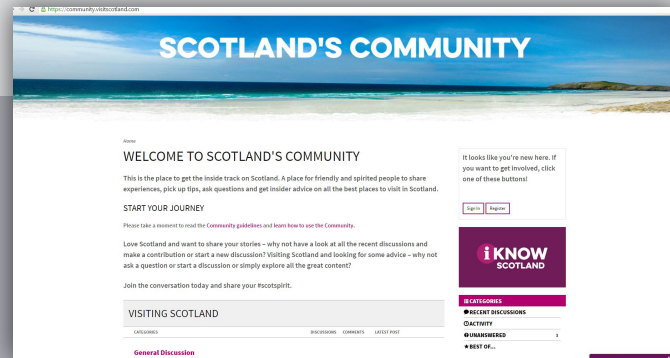 https://community.visitscotland.com
SCOTLAND'S COMMUNITY
Home
WELCOME TO SCOTLAND'S COMMUNITY
This is the place to get the inside track on Scotland. A place for friendly and spirited people to share
experiences, pick up tips, ask questions and get insider advice on all the best places to visit in Scotland.
START YOUR JOURNEY
Please take a moment to read the Community guidelines and learn how to use the Community.
Love Scotland and want to share your stories – why not have a look at all the recent discussions and
make a contribution or start a new discussion? Visiting Scotland and looking for some advice – why not
ask a question or start a discussion or simply explore all the great content?
Join the conversation today and share your #scotspirit.
VISITING SCOTLAND
CATEGORIES DISCUSSIONS COMMENTS LATEST POST
General Discussion
It looks like you're new here. If
you want to get involved, click
one of these buttons!
Sign In Register
iKNOW
SCOTLAND
CATEGORIES
RECENT DISCUSSIONS
ACTIVITY
UNANSWERED
BEST OF...